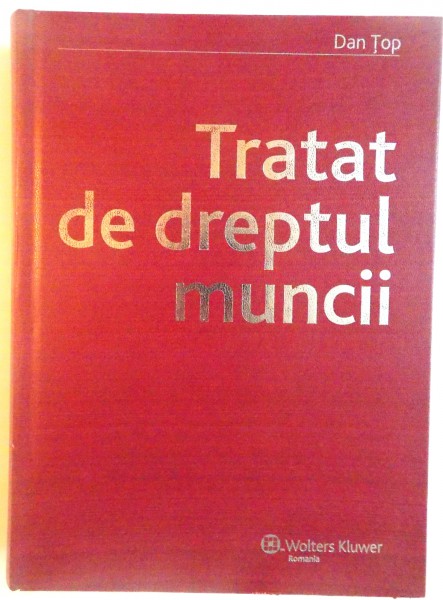 Dan Țop
Tratat
de dreptul
muncii
Wolters Kluwer
Romania